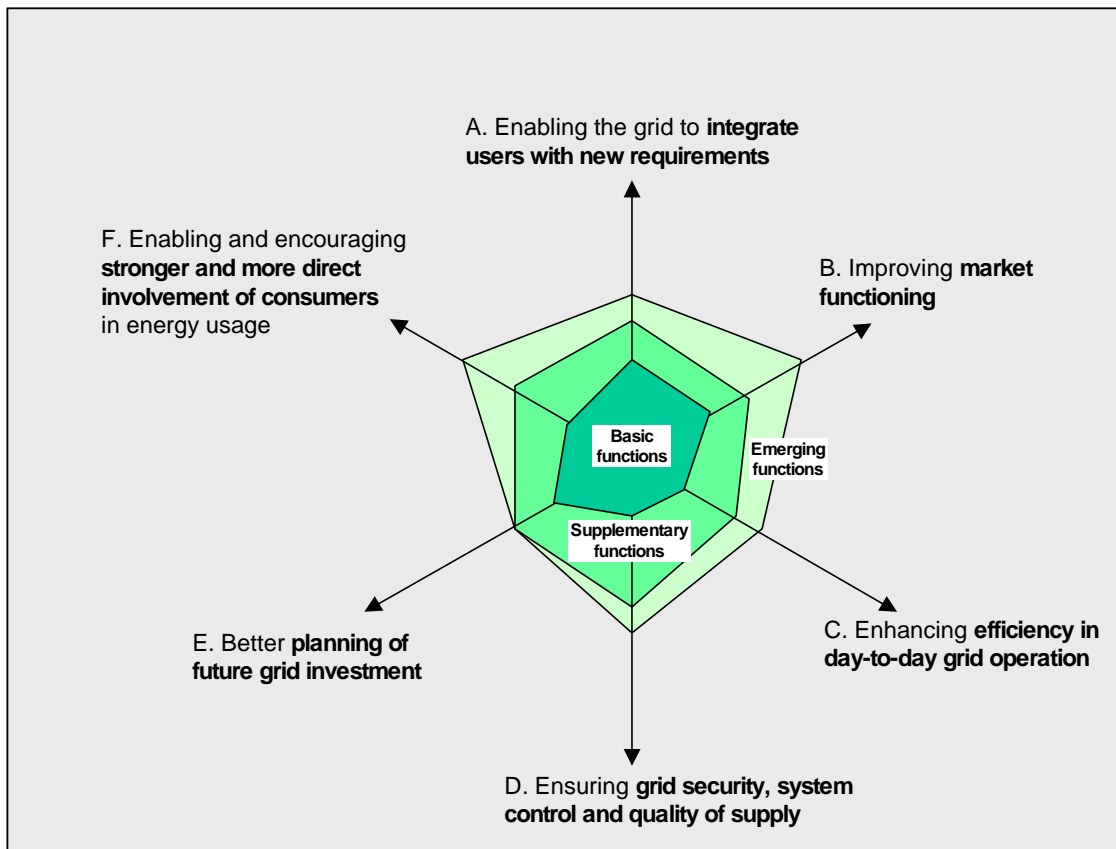 A. Enabling the grid to integrate
users with new requirements
F. Enabling and encouraging
stronger and more direct
involvement of consumers
in energy usage
B. Improving market
functioning
Basic
functions
Emerging
functions
Supplementary
functions
E. Better planning of
future grid investment
C. Enhancing efficiency in
day-to-day grid operation
D. Ensuring grid security, system
control and quality of supply